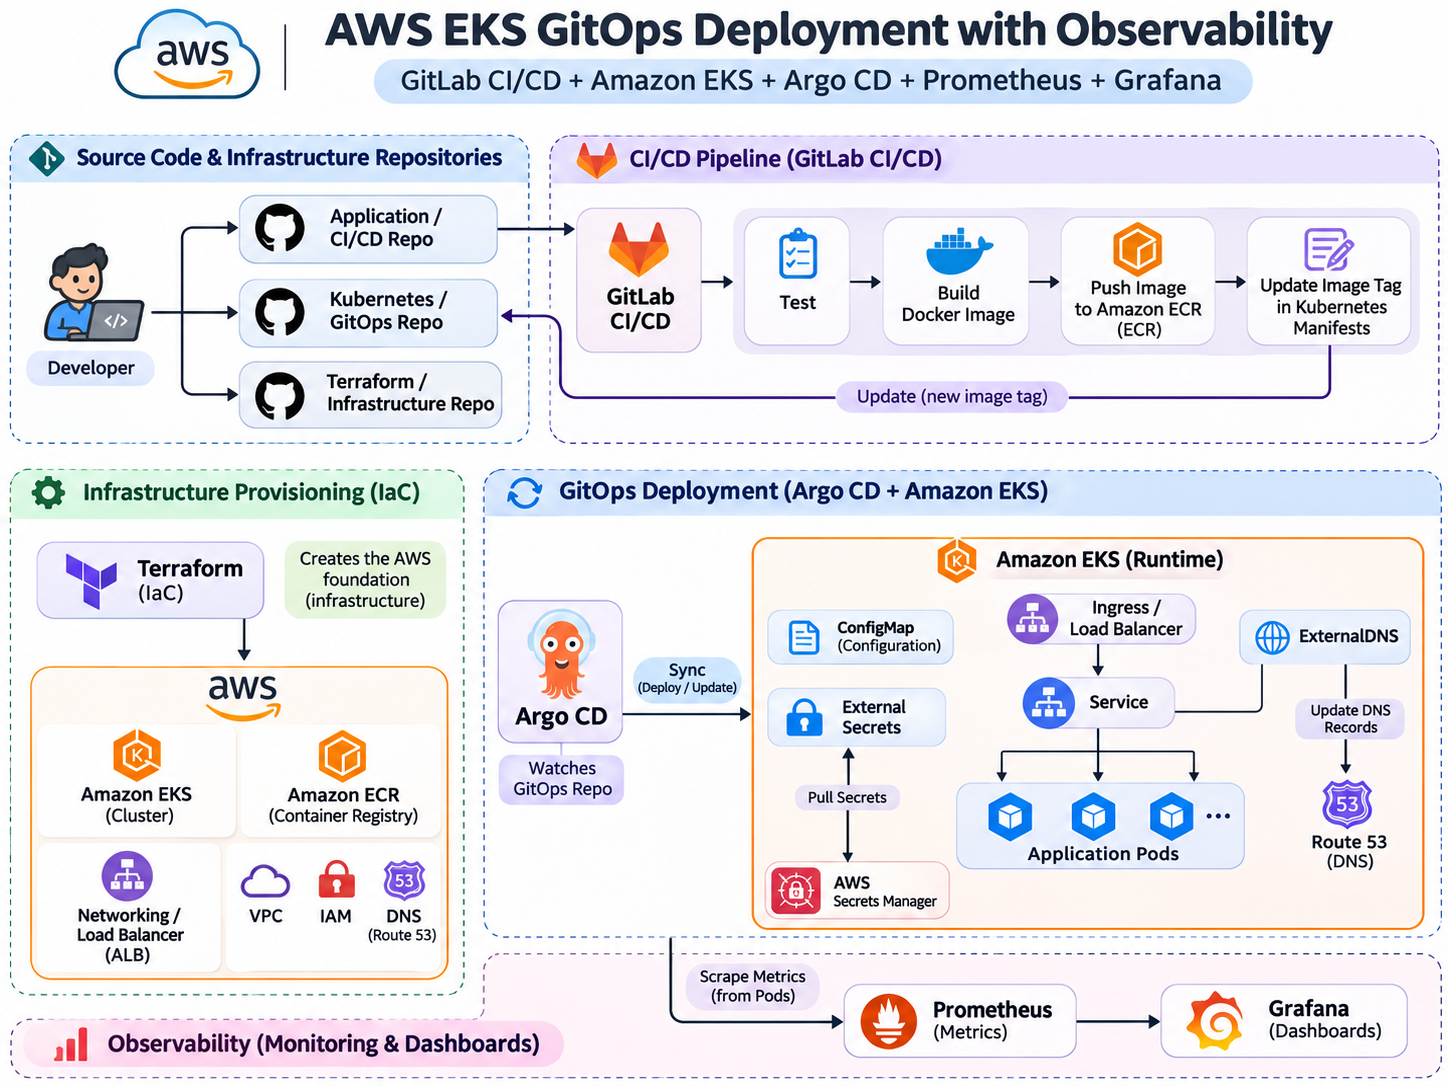 aws
AWS EKS GitOps Deployment with Observability
GitLab CI/CD + Amazon EKS + Argo CD + Prometheus + Grafana
Source Code & Infrastructure Repositories
Developer
</>
Application /
CI/CD Repo
Kubernetes /
GitOps Repo
Terraform /
Infrastructure Repo
CI/CD Pipeline (GitLab CI/CD)
GitLab
CI/CD
Test
Build
Docker Image
Push Image
to Amazon ECR
(ECR)
Update Image Tag
in Kubernetes
Manifests
Update (new image tag)
Infrastructure Provisioning (IaC)
Terraform
(IaC)
Creates the AWS
foundation
(infrastructure)
aws
K
Amazon EKS
(Cluster)
Amazon ECR
(Container Registry)
Networking /
Load Balancer
(ALB)
VPC
IAM
53
DNS
(Route 53)
GitOps Deployment (Argo CD + Amazon EKS)
Argo CD
Watches
GitOps Repo
Sync
(Deploy / Update)
K
Amazon EKS (Runtime)
ConfigMap
(Configuration)
External
Secrets
Pull Secrets
AWS
Secrets Manager
Ingress /
Load Balancer
Service
Application Pods
ExternalDNS
Update DNS
Records
53
Route 53
(DNS)
Observability (Monitoring & Dashboards)
Scrape Metrics
(from Pods)
Prometheus
(Metrics)
Grafana
(Dashboards)